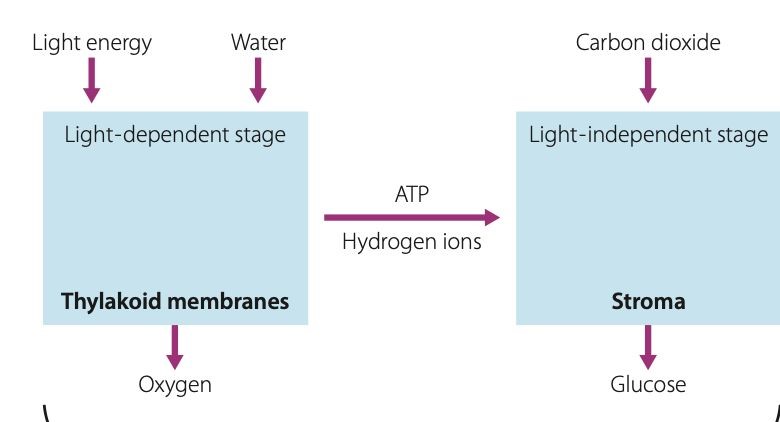 Light energy
Water
Carbon dioxide
Light-dependent stage
Light-independent stage
ATP
Hydrogen ions
Thylakoid membranes
Stroma
Oxygen
Glucose